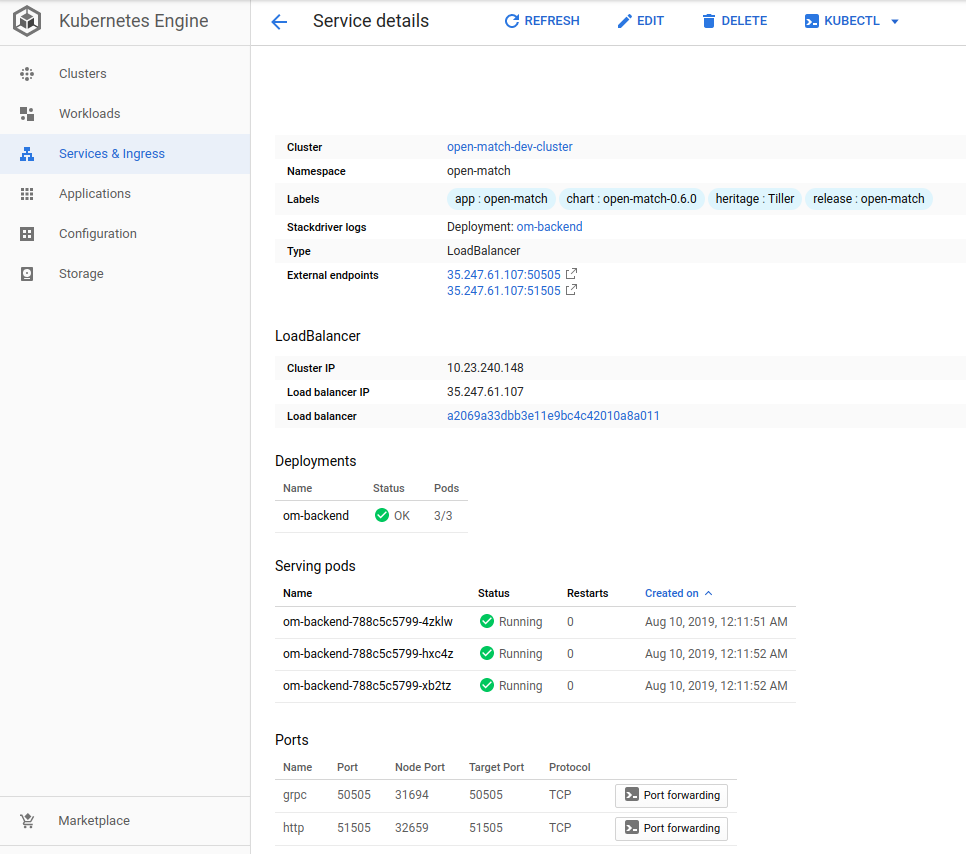 Kubernetes Engine
Service details
REFRESH
EDIT
DELETE
KUBECTL
Clusters
Workloads
Services & Ingress
Applications
Configuration
Storage
Marketplace
Cluster open-match-dev-cluster
Namespace open-match
Labels app : open-match chart : open-match-0.6.0 heritage : Tiller release : open-match
Stackdriver logs Deployment: om-backend
Type LoadBalancer
External endpoints 35.247.61.107:50505
35.247.61.107:51505
LoadBalancer
Cluster IP 10.23.240.148
Load balancer IP 35.247.61.107
Load balancer a2069a33dbb3e11e9bc4c42010a8a011
Deployments
Name Status Pods
om-backend OK 3/3
Serving pods
Name Status Restarts Created on
om-backend-788c5c5799-4zklw Running 0 Aug 10, 2019, 12:11:51 AM
om-backend-788c5c5799-hxc4z Running 0 Aug 10, 2019, 12:11:52 AM
om-backend-788c5c5799-xb2tz Running 0 Aug 10, 2019, 12:11:52 AM
Ports
Name Port Node Port Target Port Protocol
grpc 50505 31694 50505 TCP Port forwarding
http 51505 32659 51505 TCP Port forwarding